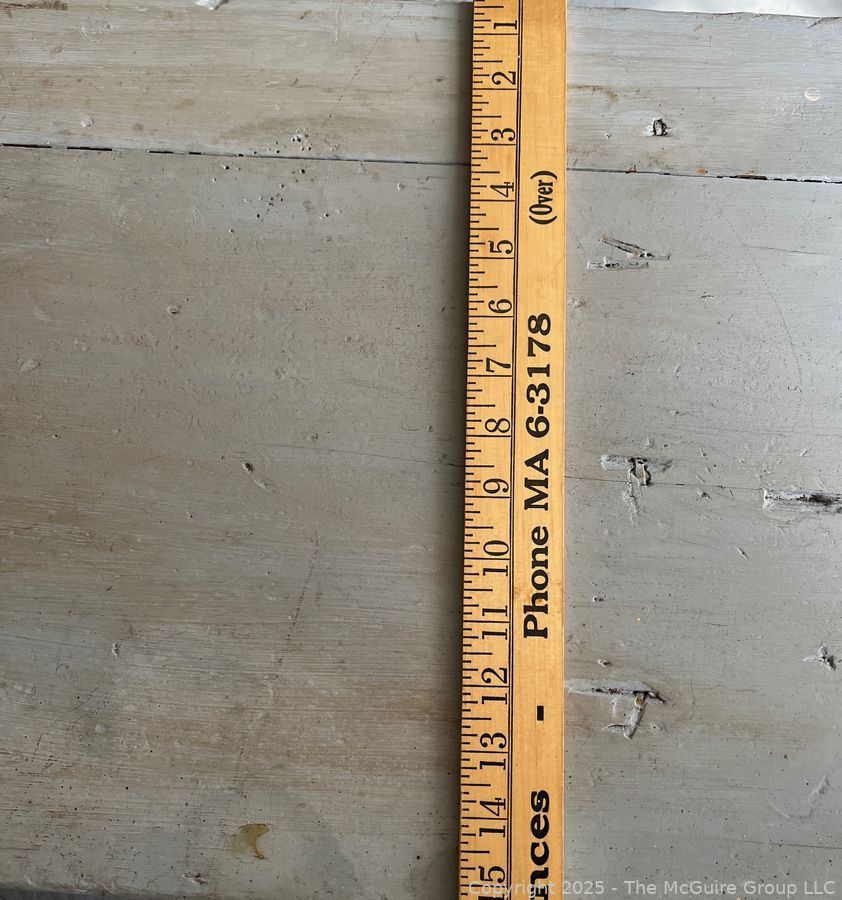 1 2 3 4 5 6 7 8 9 10 11 12 13 14 15
(Over)
nces - Phone MA 6-3178
Copyright 2025 - The McGuire Group LLC